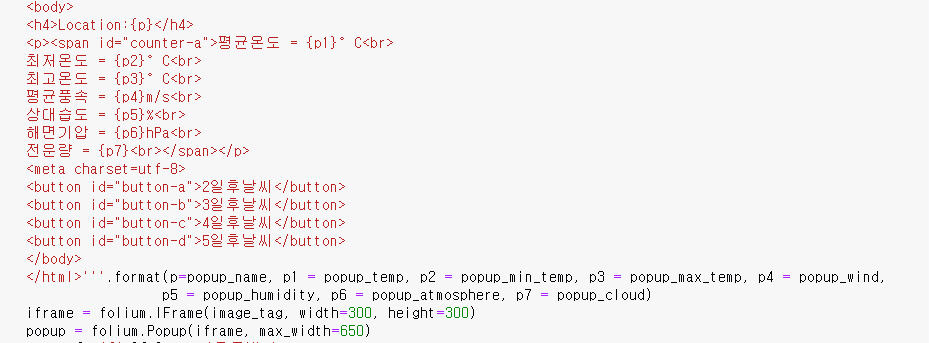 <body>
<h4>Location:{p}</h4>
<p><span id="counter-a">평균온도 = {p1}° C<br>
최저온도 = {p2}° C<br>
최고온도 = {p3}° C<br>
평균풍속 = {p4}m/s<br>
상대습도 = {p5}%<br>
해면기압 = {p6}hPa<br>
전운량 = {p7}<br></span></p>
<meta charset=utf-8>
<button id="button-a">2일후날씨</button>
<button id="button-b">3일후날씨</button>
<button id="button-c">4일후날씨</button>
<button id="button-d">5일후날씨</button>
</body>
</html>'''.format(p=popup_name, p1 = popup_temp, p2 = popup_min_temp, p3 = popup_max_temp, p4 = popup_wind,
p5 = popup_humidity, p6 = popup_atmosphere, p7 = popup_cloud)
iframe = folium.IFrame(image_tag, width=300, height=300)
popup = folium.Popup(iframe, max_width=650)